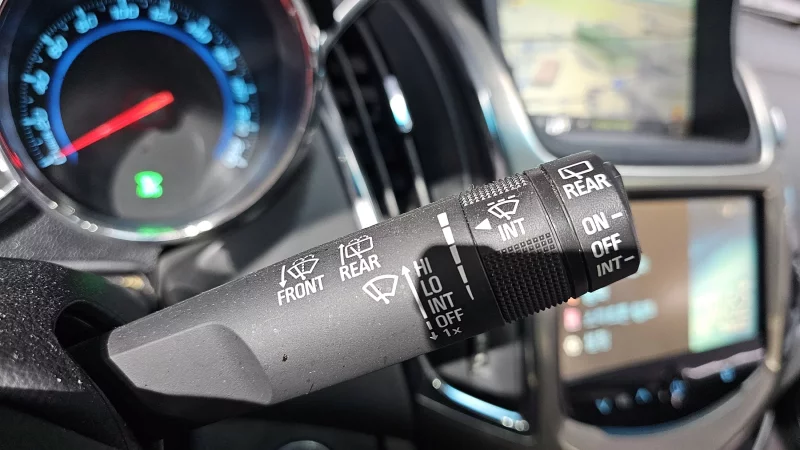 FRONT
REAR
HI
LO
INT
OFF
1x
INT
REAR
ON
OFF
INT